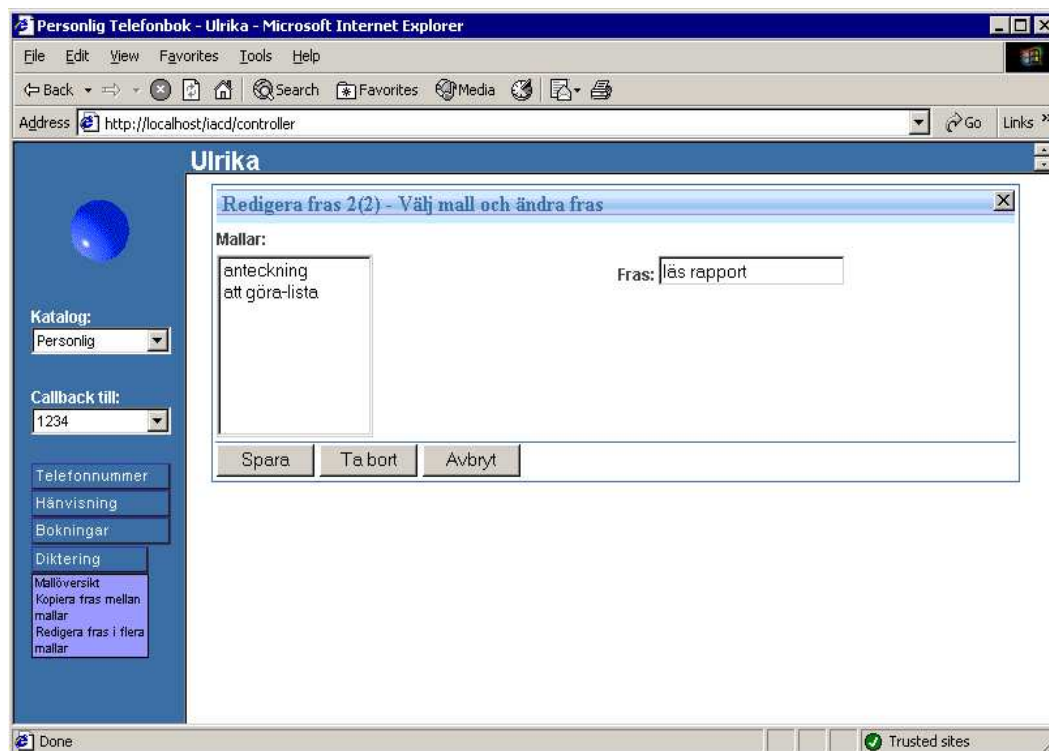 Personlig Telefonbok - Ulrika - Microsoft Internet Explorer
File Edit View Favorites Tools Help
Back Search Favorites Media
Address http://localhost/iacd/controller Go Links »
Ulrika
Redigera fras 2(2) - Välj mall och ändra fras
Mallar:
anteckning
att göra-lista
Fras: läs rapport
Spara Ta bort Avbryt
Katalog:
Personlig
Callback till:
1234
Telefonnummer
Hänvisning
Bokningar
Diktering
Mallöversikt
Kopiera fras mellan
mallar
Redigera fras i flera
mallar
Done Trusted sites